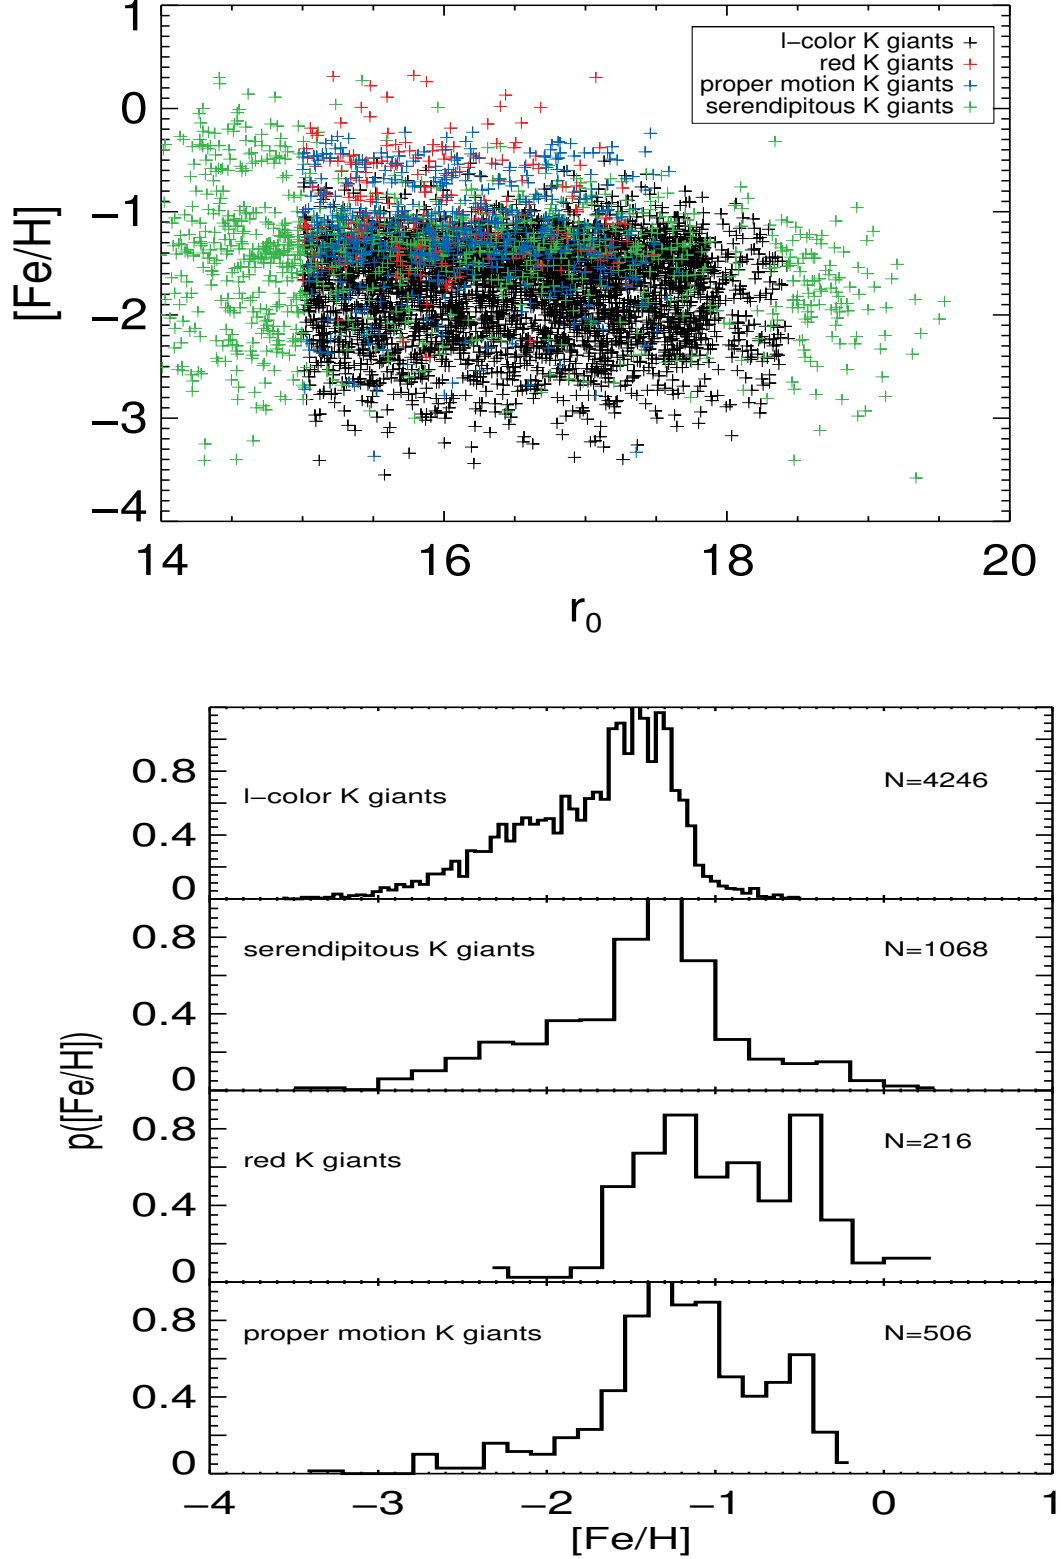 1
0
−1
−2
−3
−4
[Fe/H]
l−color K giants +
red K giants +
proper motion K giants +
serendipitous K giants +
14 16 18 20
r0
0.8
0.4
0
l−color K giants
N=4246
0.8
0.4
0
serendipitous K giants
N=1068
0.8
0.4
0
red K giants
N=216
0.8
0.4
0
proper motion K giants
N=506
p([Fe/H])
−4 −3 −2 −1 0 1
[Fe/H]